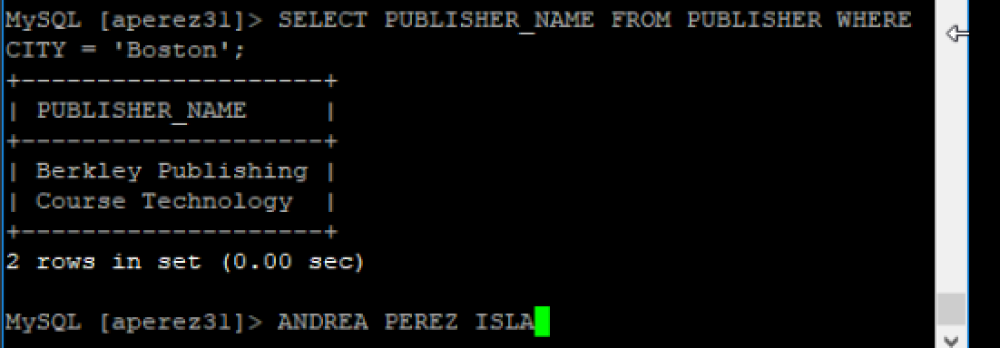 MySQL [aperez31]> SELECT PUBLISHER_NAME FROM PUBLISHER WHERE
CITY = 'Boston';
+--------------------+
| PUBLISHER_NAME     |
+--------------------+
| Berkley Publishing |
| Course Technology  |
+--------------------+
2 rows in set (0.00 sec)
MySQL [aperez31]> ANDREA PEREZ ISLA